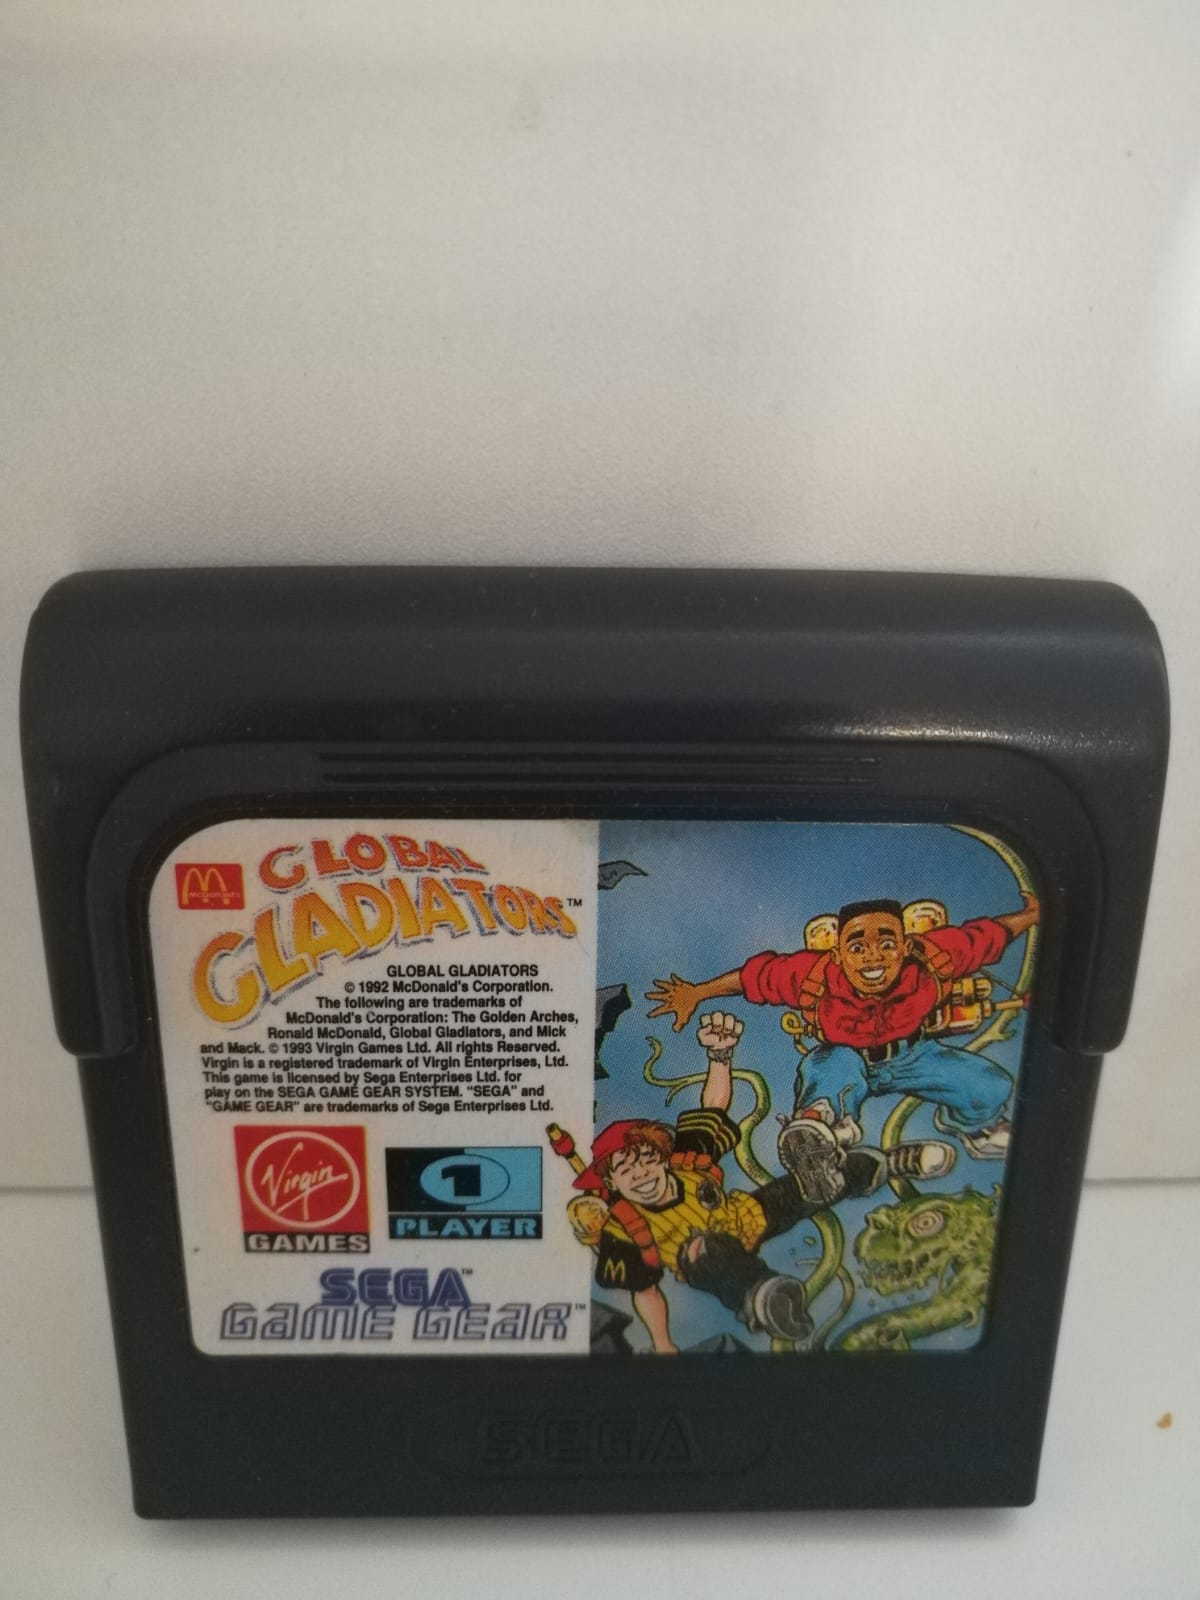 McDonald's
GLOBAL
GLADIATORS™
GLOBAL GLADIATORS
© 1992 McDonald's Corporation.
The following are trademarks of
McDonald's Corporation: The Golden Arches,
Ronald McDonald, Global Gladiators, and Mick
and Mack. © 1993 Virgin Games Ltd. All rights Reserved.
Virgin is a registered trademark of Virgin Enterprises, Ltd.
This game is licensed by Sega Enterprises Ltd. for
play on the SEGA GAME GEAR SYSTEM. "SEGA" and
"GAME GEAR" are trademarks of Sega Enterprises Ltd.
Virgin
GAMES
1
PLAYER
SEGA™
GAME GEAR™
SEGA